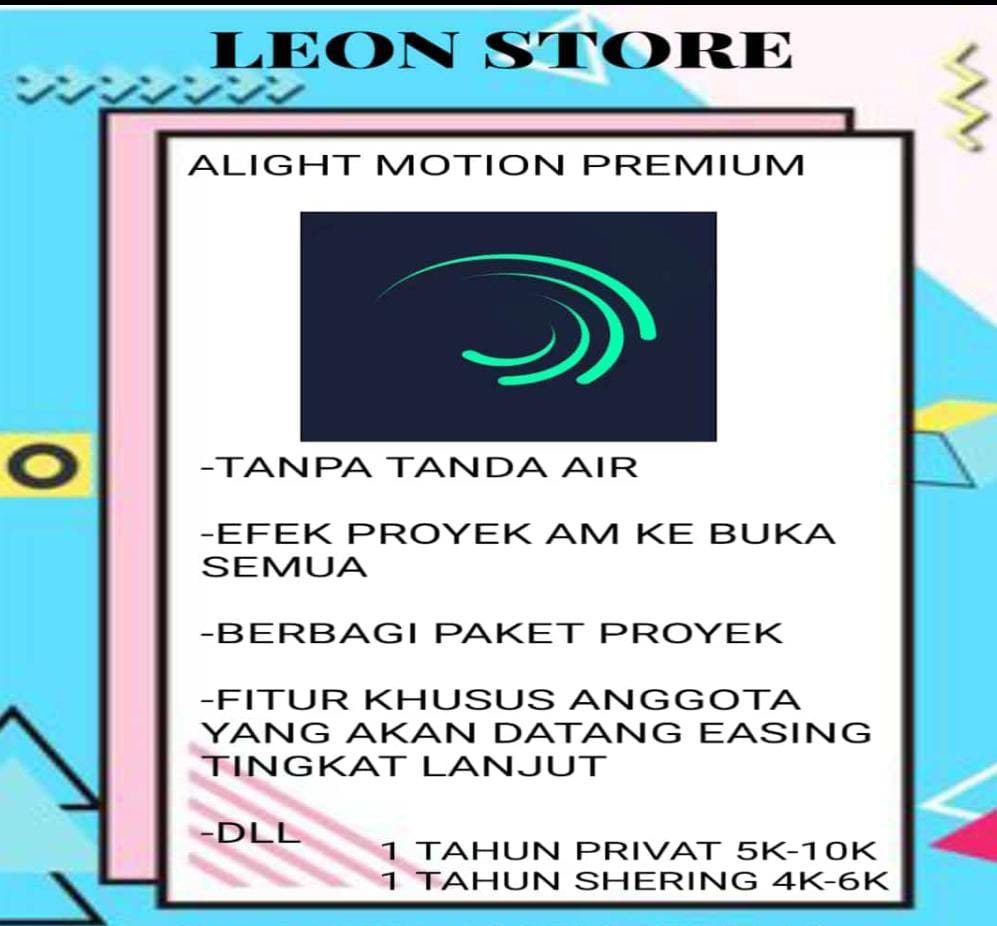 LEON STORE
ALIGHT MOTION PREMIUM
-TANPA TANDA AIR
-EFEK PROYEK AM KE BUKA
SEMUA
-BERBAGI PAKET PROYEK
-FITUR KHUSUS ANGGOTA
YANG AKAN DATANG EASING
TINGKAT LANJUT
-DLL
1 TAHUN PRIVAT 5K-10K
1 TAHUN SHERING 4K-6K